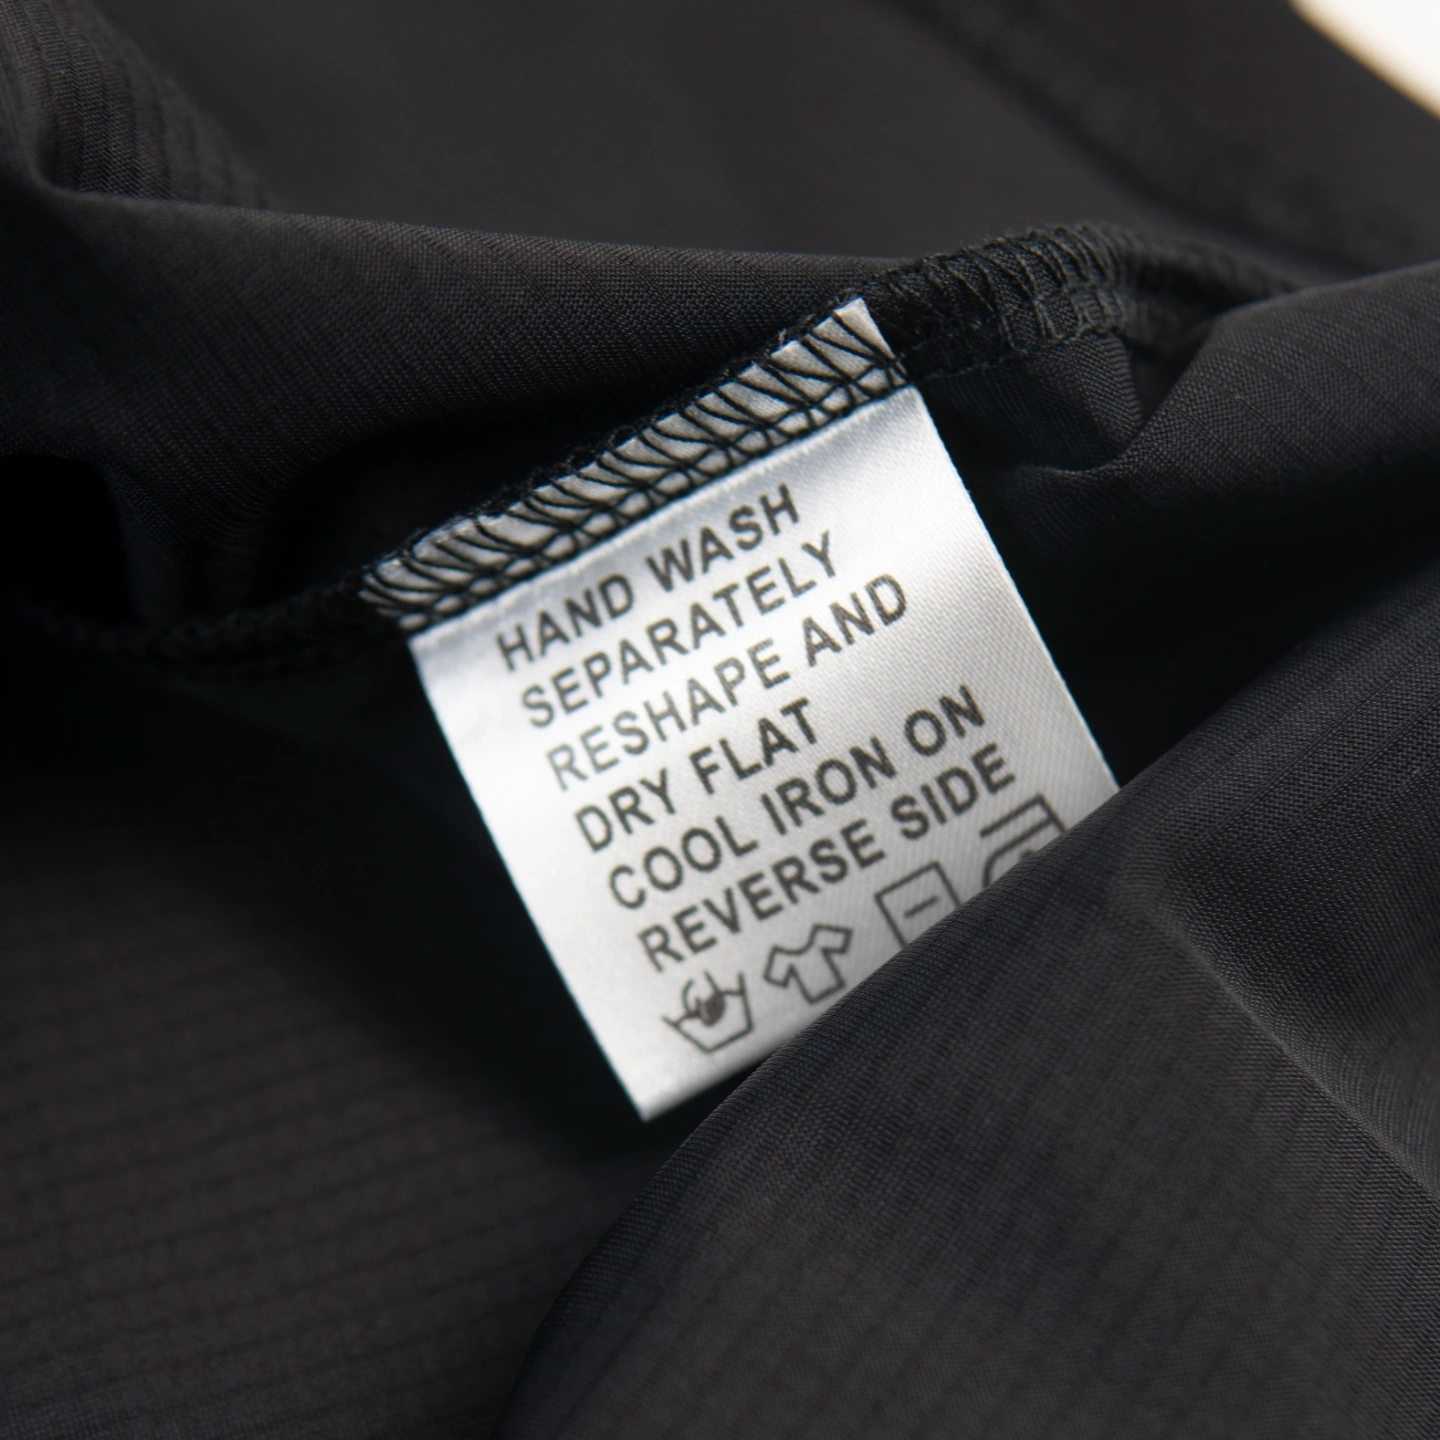 HAND WASH
SEPARATELY
RESHAPE AND
DRY FLAT
COOL IRON ON
REVERSE SIDE